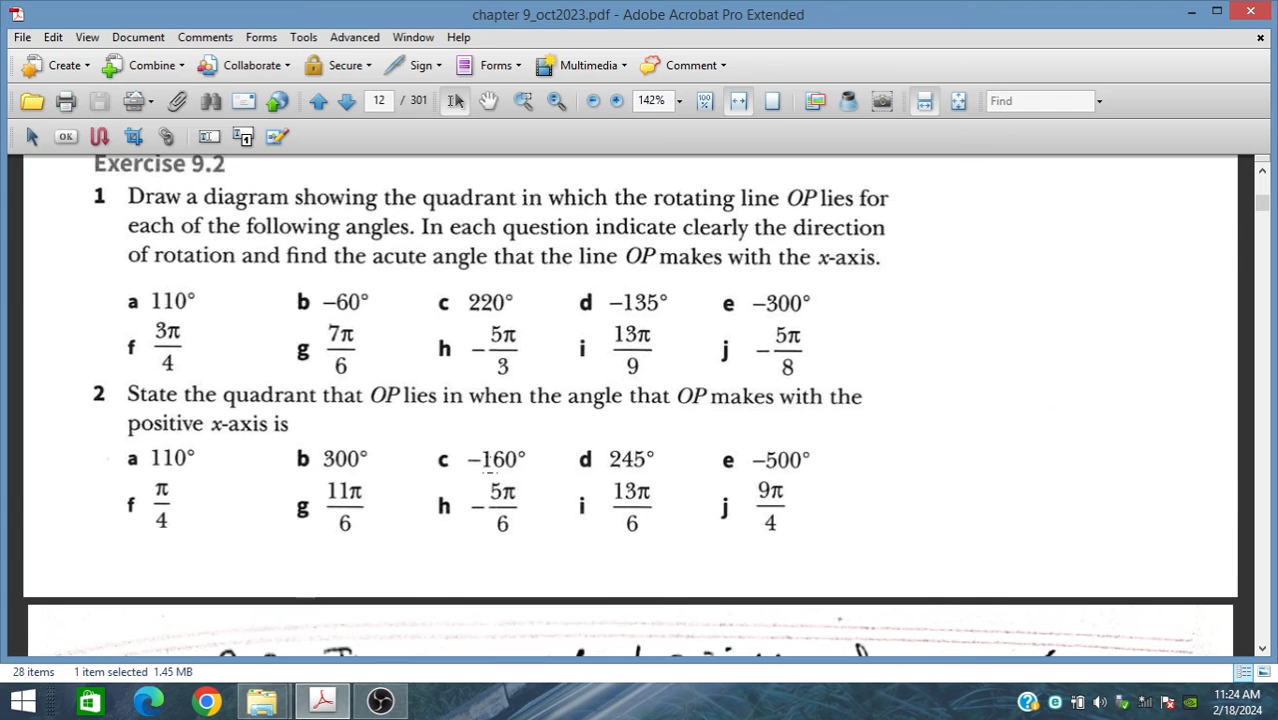 chapter 9_oct2023.pdf - Adobe Acrobat Pro Extended
File Edit View Document Comments Forms Tools Advanced Window Help
Create Combine Collaborate Secure Sign Forms Multimedia Comment
12 / 301 142% Find
OK
Exercise 9.2
1 Draw a diagram showing the quadrant in which the rotating line OP lies for
each of the following angles. In each question indicate clearly the direction
of rotation and find the acute angle that the line OP makes with the x-axis.
a 110° b –60° c 220° d –135° e –300°
f 3π/4 g 7π/6 h –5π/3 i 13π/9 j –5π/8
2 State the quadrant that OP lies in when the angle that OP makes with the
positive x-axis is
a 110° b 300° c –160° d 245° e –500°
f π/4 g 11π/6 h –5π/6 i 13π/6 j 9π/4
28 items 1 item selected 1.45 MB
11:24 AM
2/18/2024